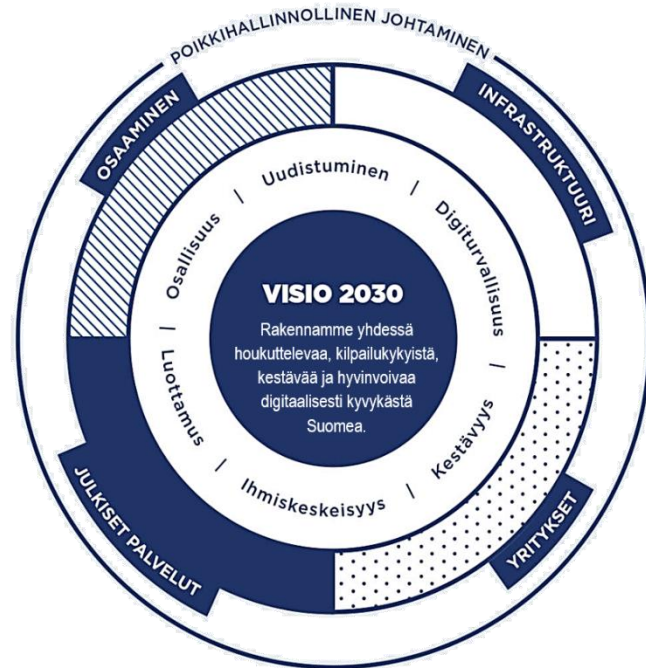 POIKKIHALLINNOLLINEN JOHTAMINEN
OSAAMINEN
INFRASTRUKTUURI
Uudistuminen
|
Digiturvallisuus
|
Kestävyys
|
Ihmiskeskeisyys
|
Luottamus
|
Osallisuus
|
VISIO 2030
Rakennamme yhdessä
houkuttelevaa, kilpailukykyistä,
kestävää ja hyvinvoivaa
digitaalisesti kyvykästä
Suomea.
JULKISET PALVELUT
YRITYKSET